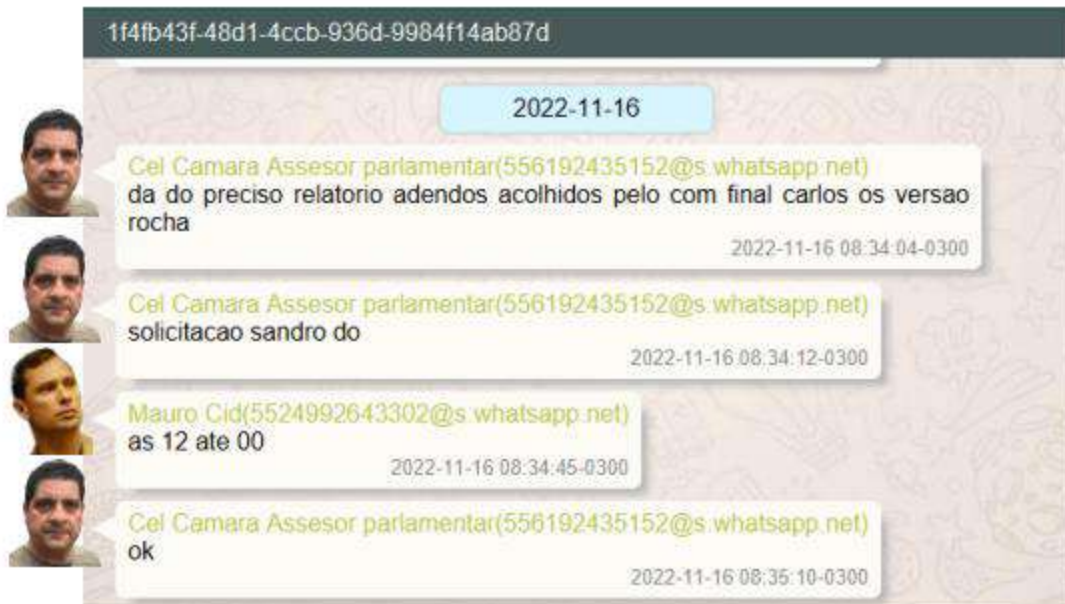 1f4fb43f-48d1-4ccb-936d-9984f14ab87d
2022-11-16
Cel Camara Assesor parlamentar(556192435152@s.whatsapp.net)
da do preciso relatorio adendos acolhidos pelo com final carlos os versao
rocha
2022-11-16 08:34:04-0300
Cel Camara Assesor parlamentar(556192435152@s.whatsapp.net)
solicitacao sandro do
2022-11-16 08:34:12-0300
Mauro Cid(5524992643302@s.whatsapp.net)
as 12 ate 00
2022-11-16 08:34:45-0300
Cel Camara Assesor parlamentar(556192435152@s.whatsapp.net)
ok
2022-11-16 08:35:10-0300